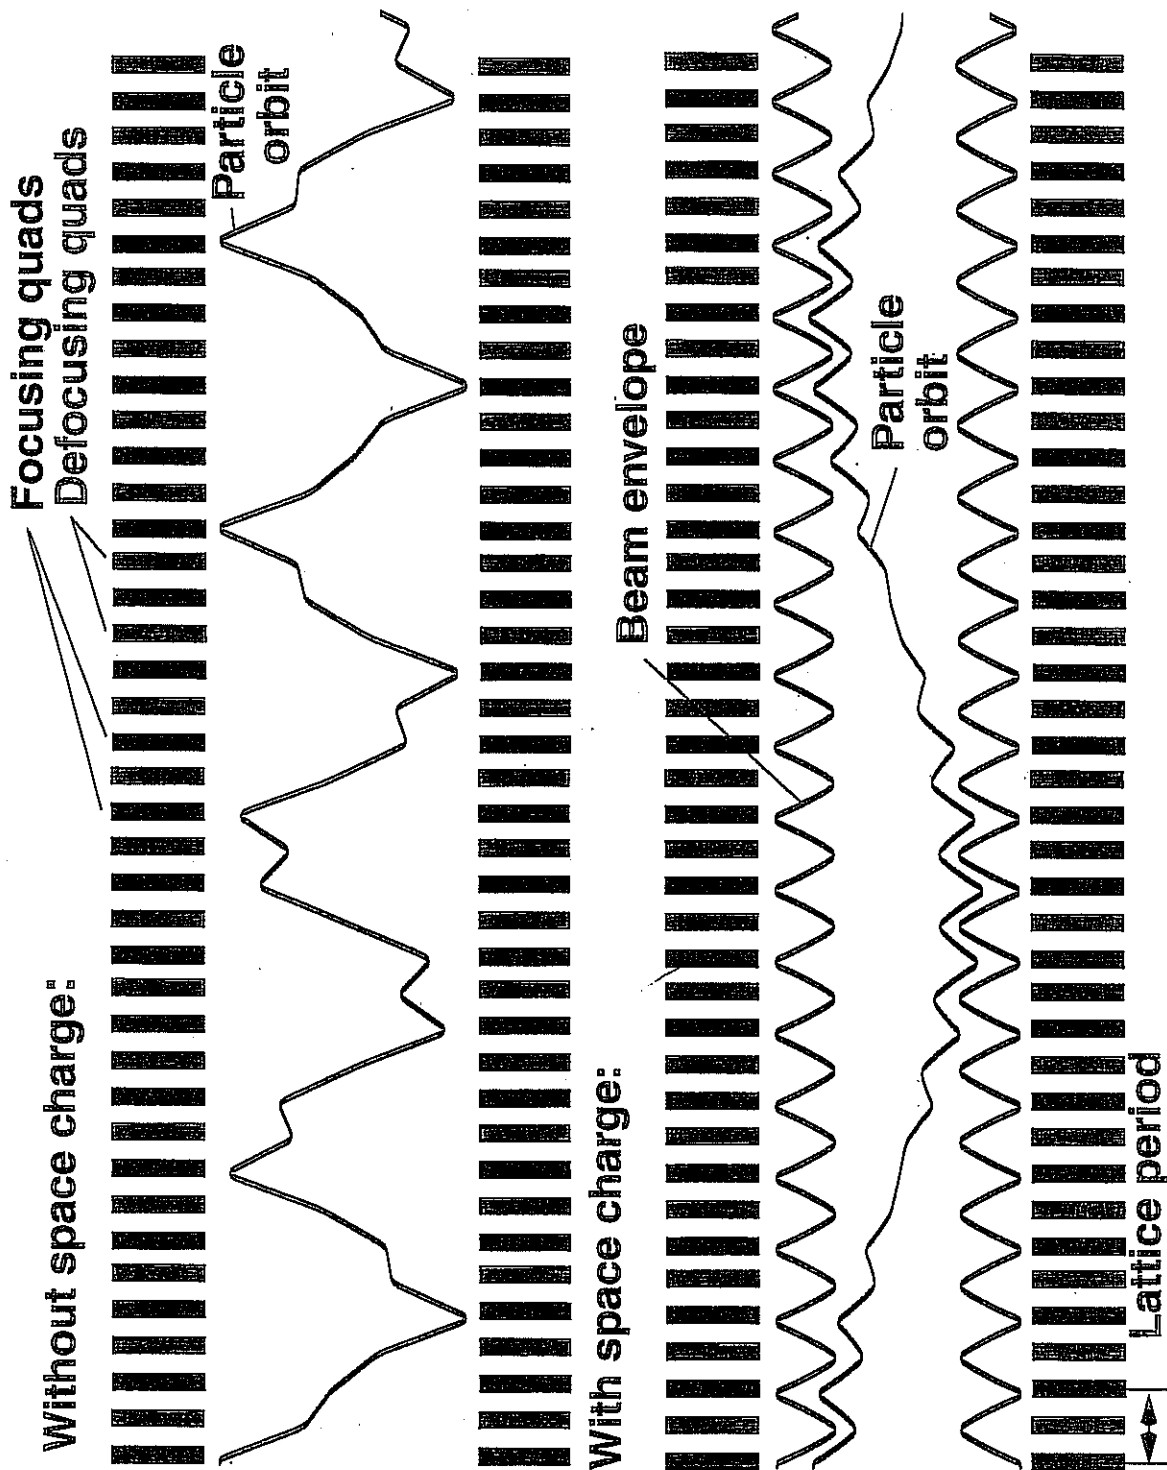 Without space charge:
Focusing quads
Defocusing quads
Particle
orbit
With space charge:
Beam envelope
Particle
orbit
Lattice period